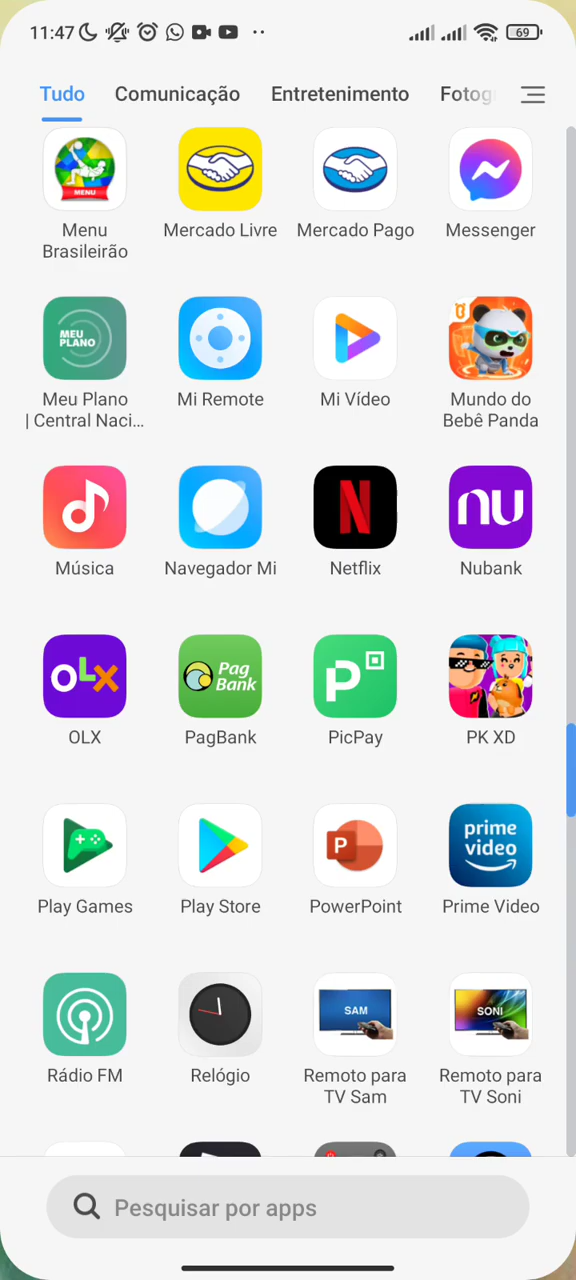 11:47
69
Tudo Comunicação Entretenimento Fotog
MENU
Menu Mercado Livre Mercado Pago Messenger
Brasileirão
MEU
PLANO
Meu Plano Mi Remote Mi Vídeo Mundo do
| Central Naci... Bebê Panda
N nu
Música Navegador Mi Netflix Nubank
OLX Pag
Bank P
OLX PagBank PicPay PK XD
P prime
video
Play Games Play Store PowerPoint Prime Video
SAM SONI
Rádio FM Relógio Remoto para Remoto para
TV Sam TV Soni
Pesquisar por apps